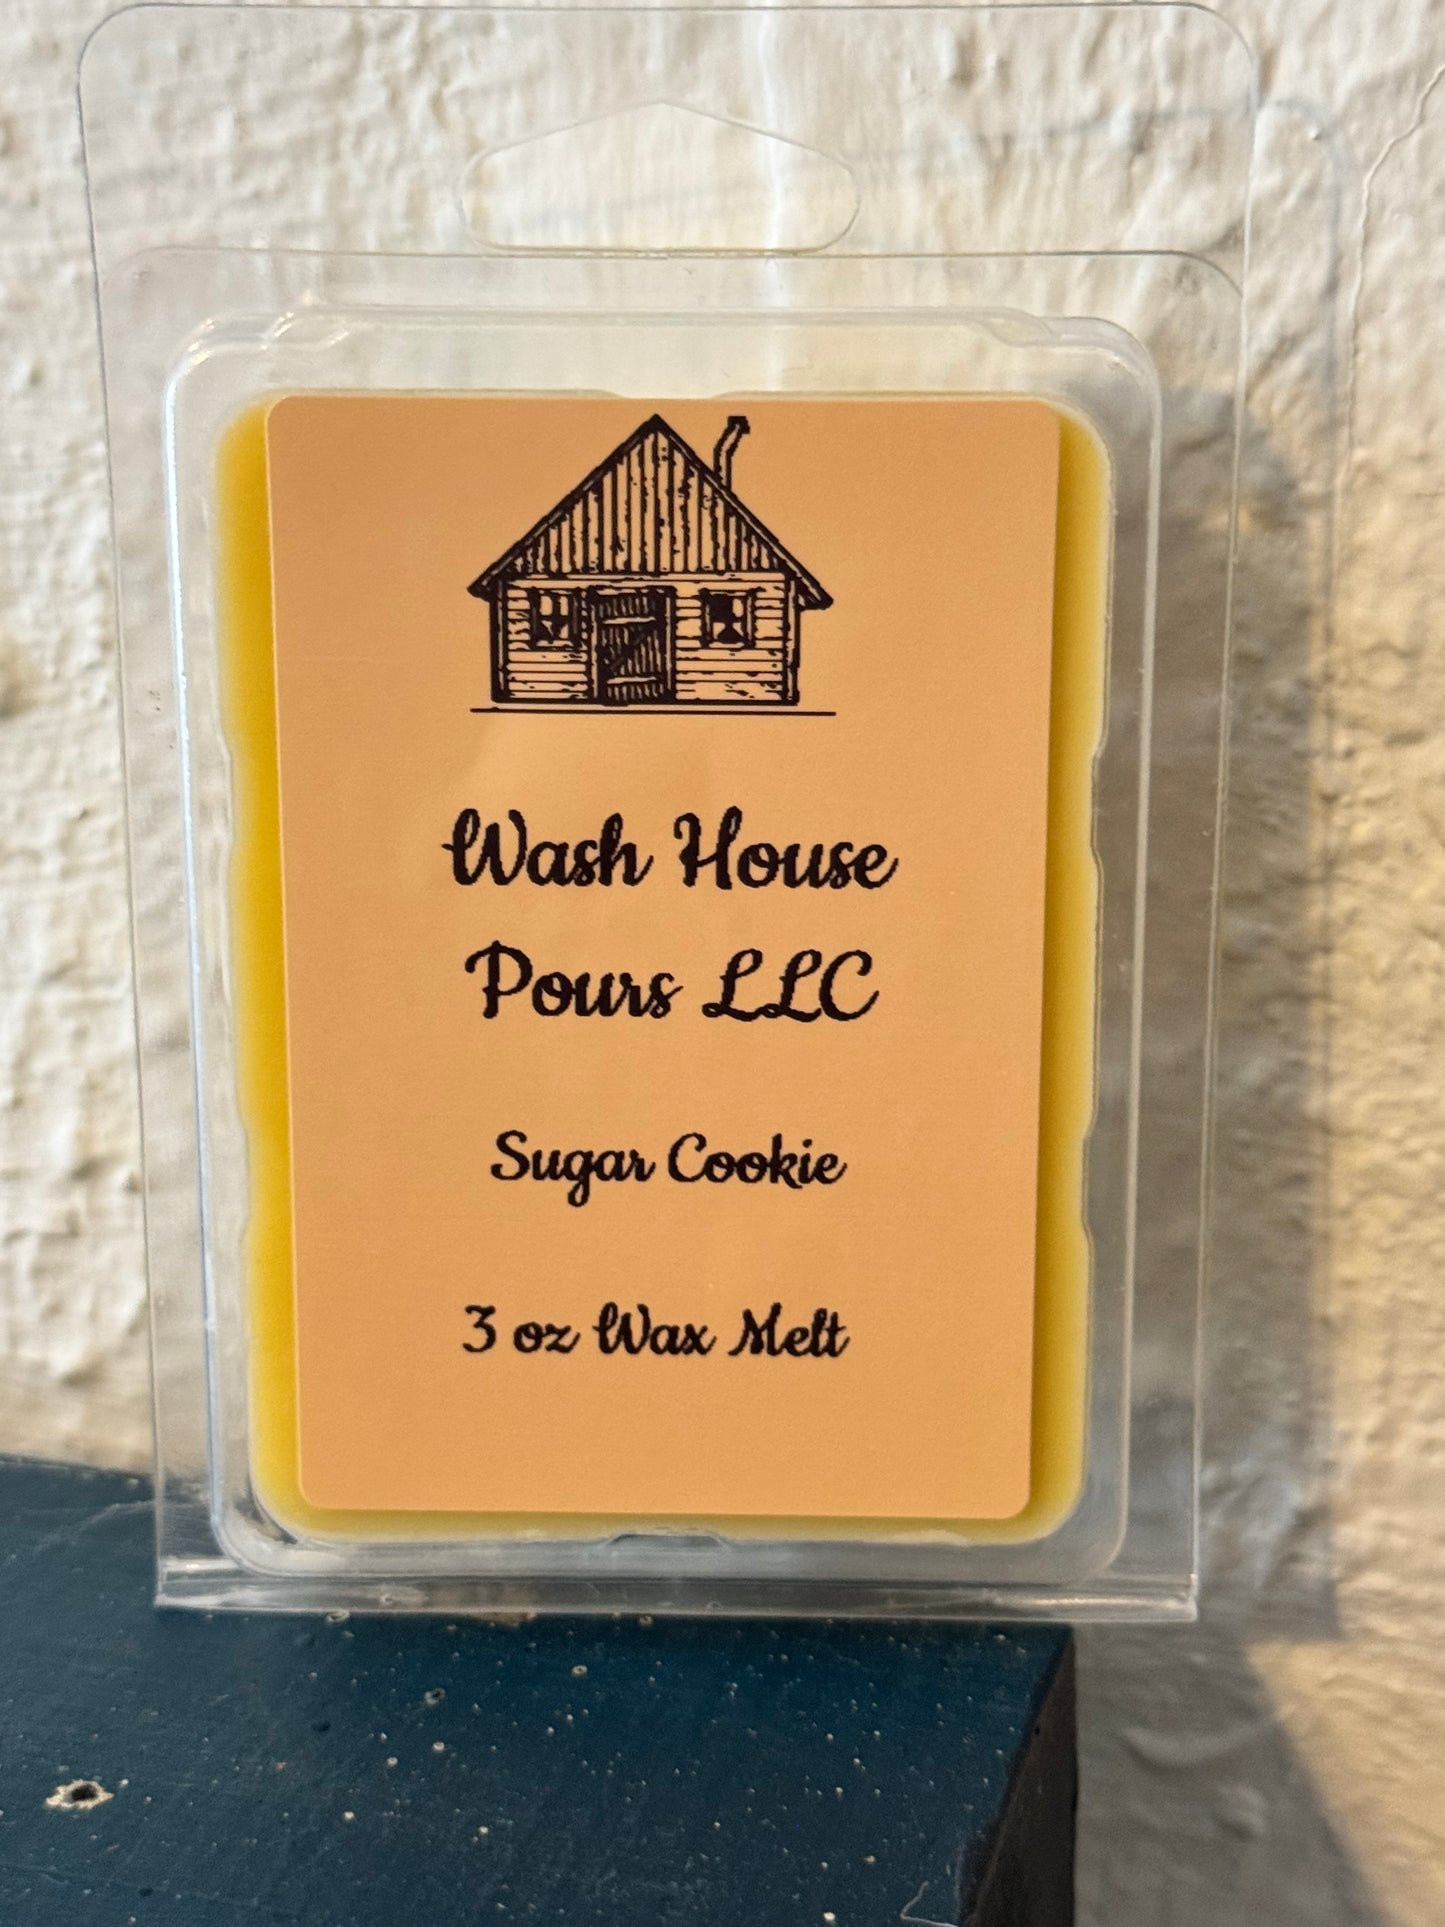 Wash House
Pours LLC
Sugar Cookie
3 oz Wax Melt